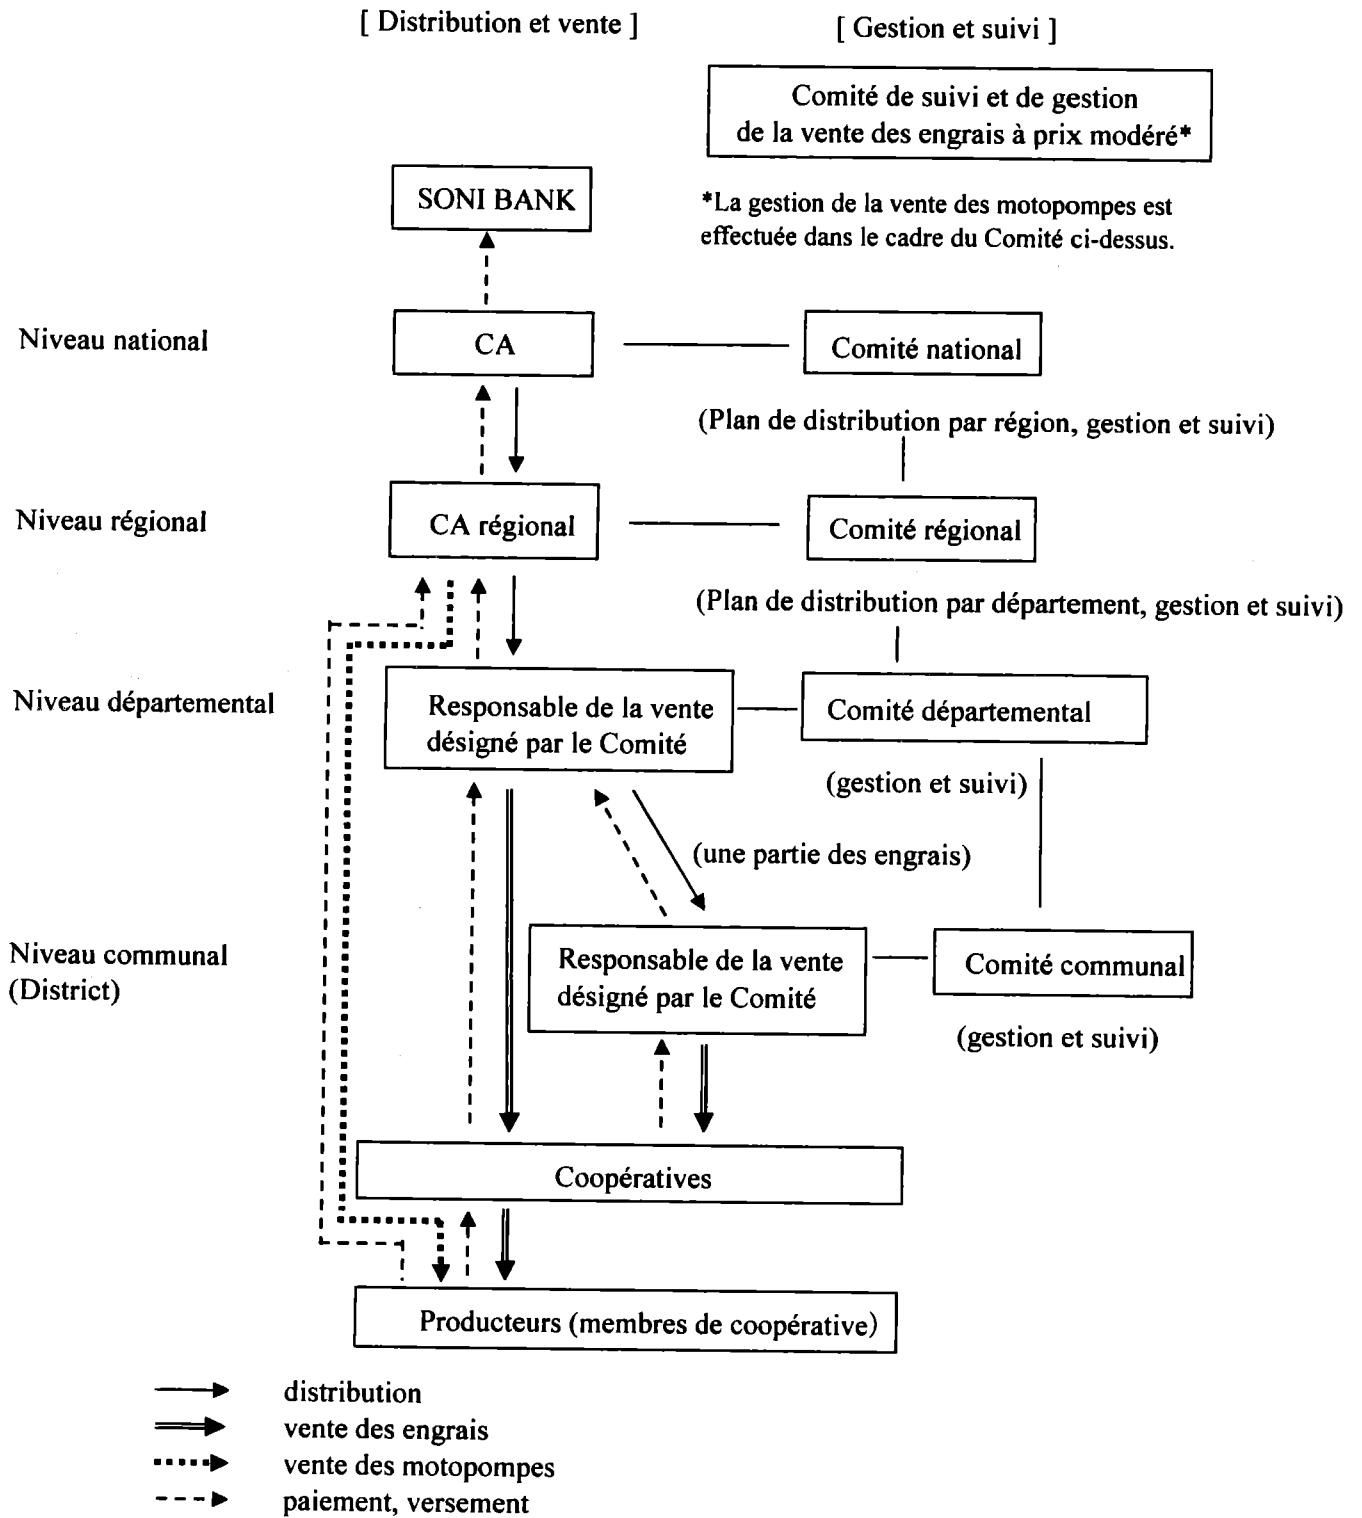 [ Distribution et vente ]
[ Gestion et suivi ]
Comité de suivi et de gestion
de la vente des engrais à prix modéré*
SONI BANK
*La gestion de la vente des motopompes est
effectuée dans le cadre du Comité ci-dessus.
Niveau national
CA
Comité national
(Plan de distribution par région, gestion et suivi)
Niveau régional
CA régional
Comité régional
(Plan de distribution par département, gestion et suivi)
Niveau départemental
Responsable de la vente
désigné par le Comité
Comité départemental
(gestion et suivi)
(une partie des engrais)
Niveau communal
(District)
Responsable de la vente
désigné par le Comité
Comité communal
(gestion et suivi)
Coopératives
Producteurs (membres de coopérative)
distribution
vente des engrais
vente des motopompes
paiement, versement